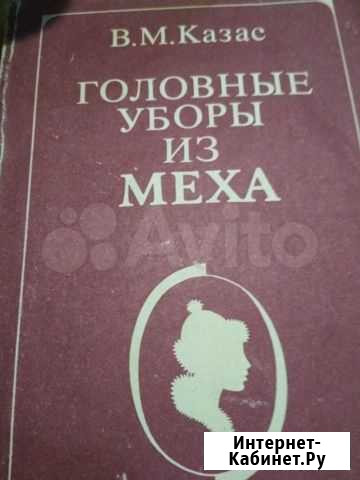 В.М.Казас
ГОЛОВНЫЕ
УБОРЫ
ИЗ
МЕХА
Avito
Интернет-
Кабинет.Ру